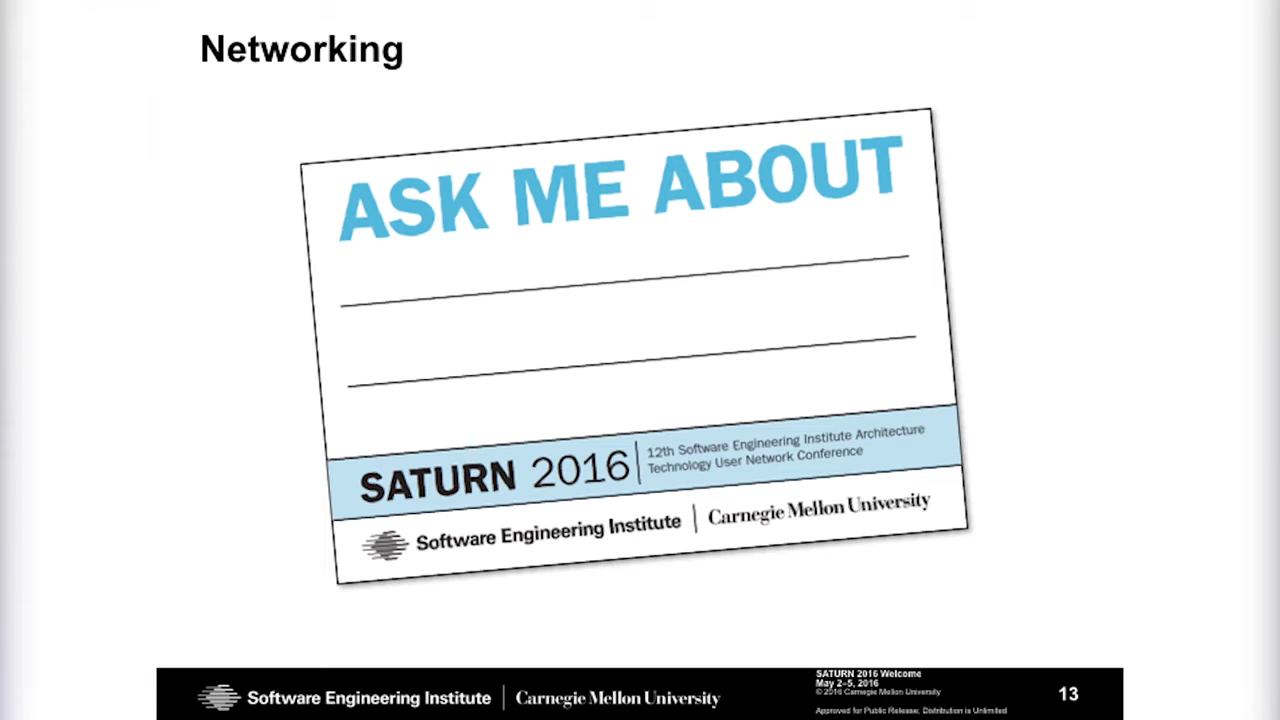 Networking
ASK ME ABOUT
SATURN 2016
12th Software Engineering Institute Architecture
Technology User Network Conference
Software Engineering Institute | Carnegie Mellon University
Software Engineering Institute | Carnegie Mellon University
SATURN 2016 Welcome
May 2–5, 2016
© 2016 Carnegie Mellon University
Approved for Public Release; Distribution is Unlimited
13